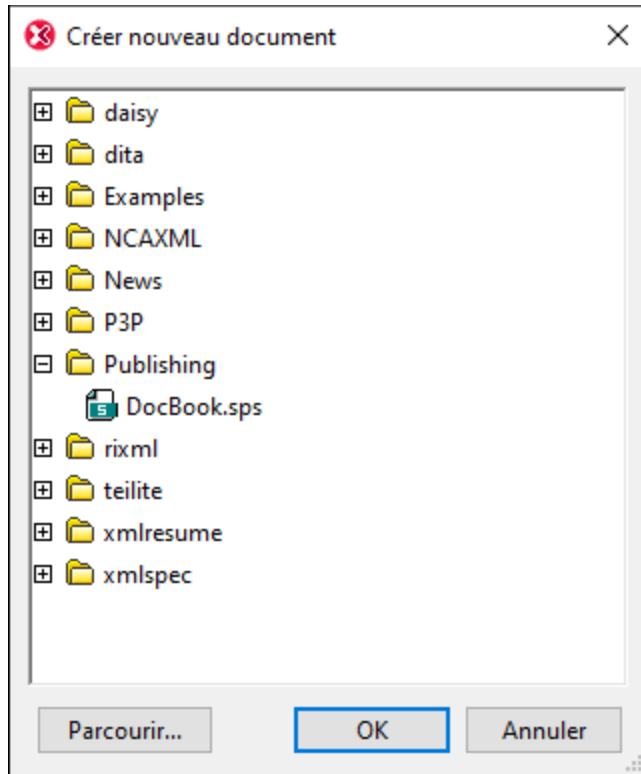 Créer nouveau document
daisy
dita
Examples
NCAXML
News
P3P
Publishing
DocBook.sps
rixml
teilite
xmlresume
xmlspec
Parcourir... OK Annuler